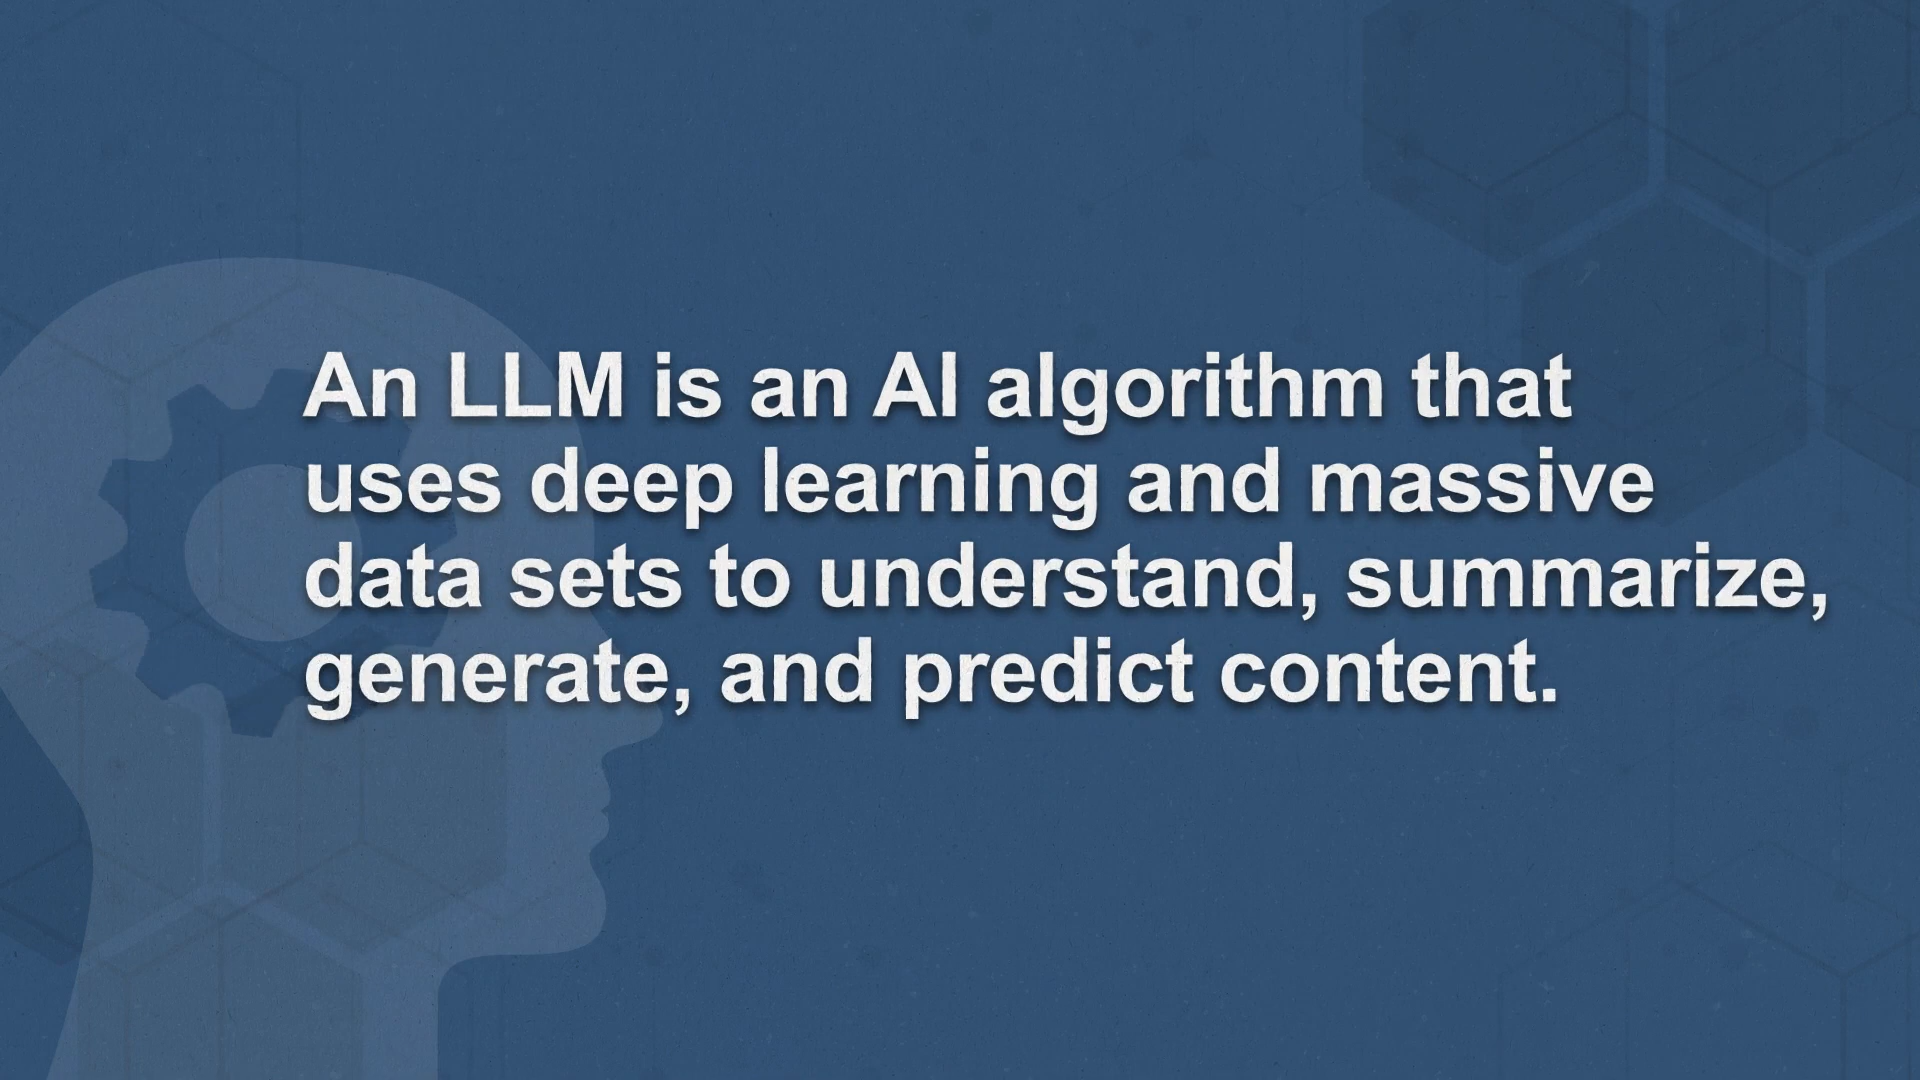 An LLM is an AI algorithm that
uses deep learning and massive
data sets to understand, summarize,
generate, and predict content.